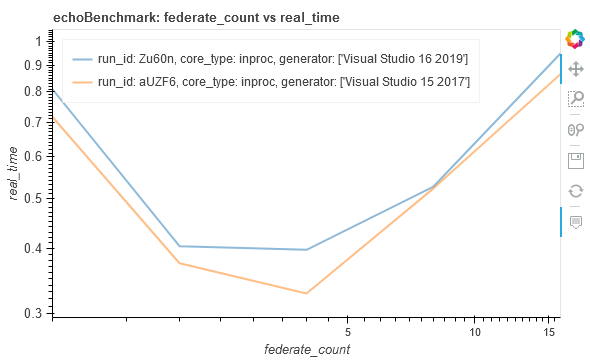 echoBenchmark: federate_count vs real_time
run_id: Zu60n, core_type: inproc, generator: ['Visual Studio 16 2019']
run_id: aUZF6, core_type: inproc, generator: ['Visual Studio 15 2017']
real_time
1
0.9
0.8
0.7
0.6
0.5
0.4
0.3
5
10
15
federate_count